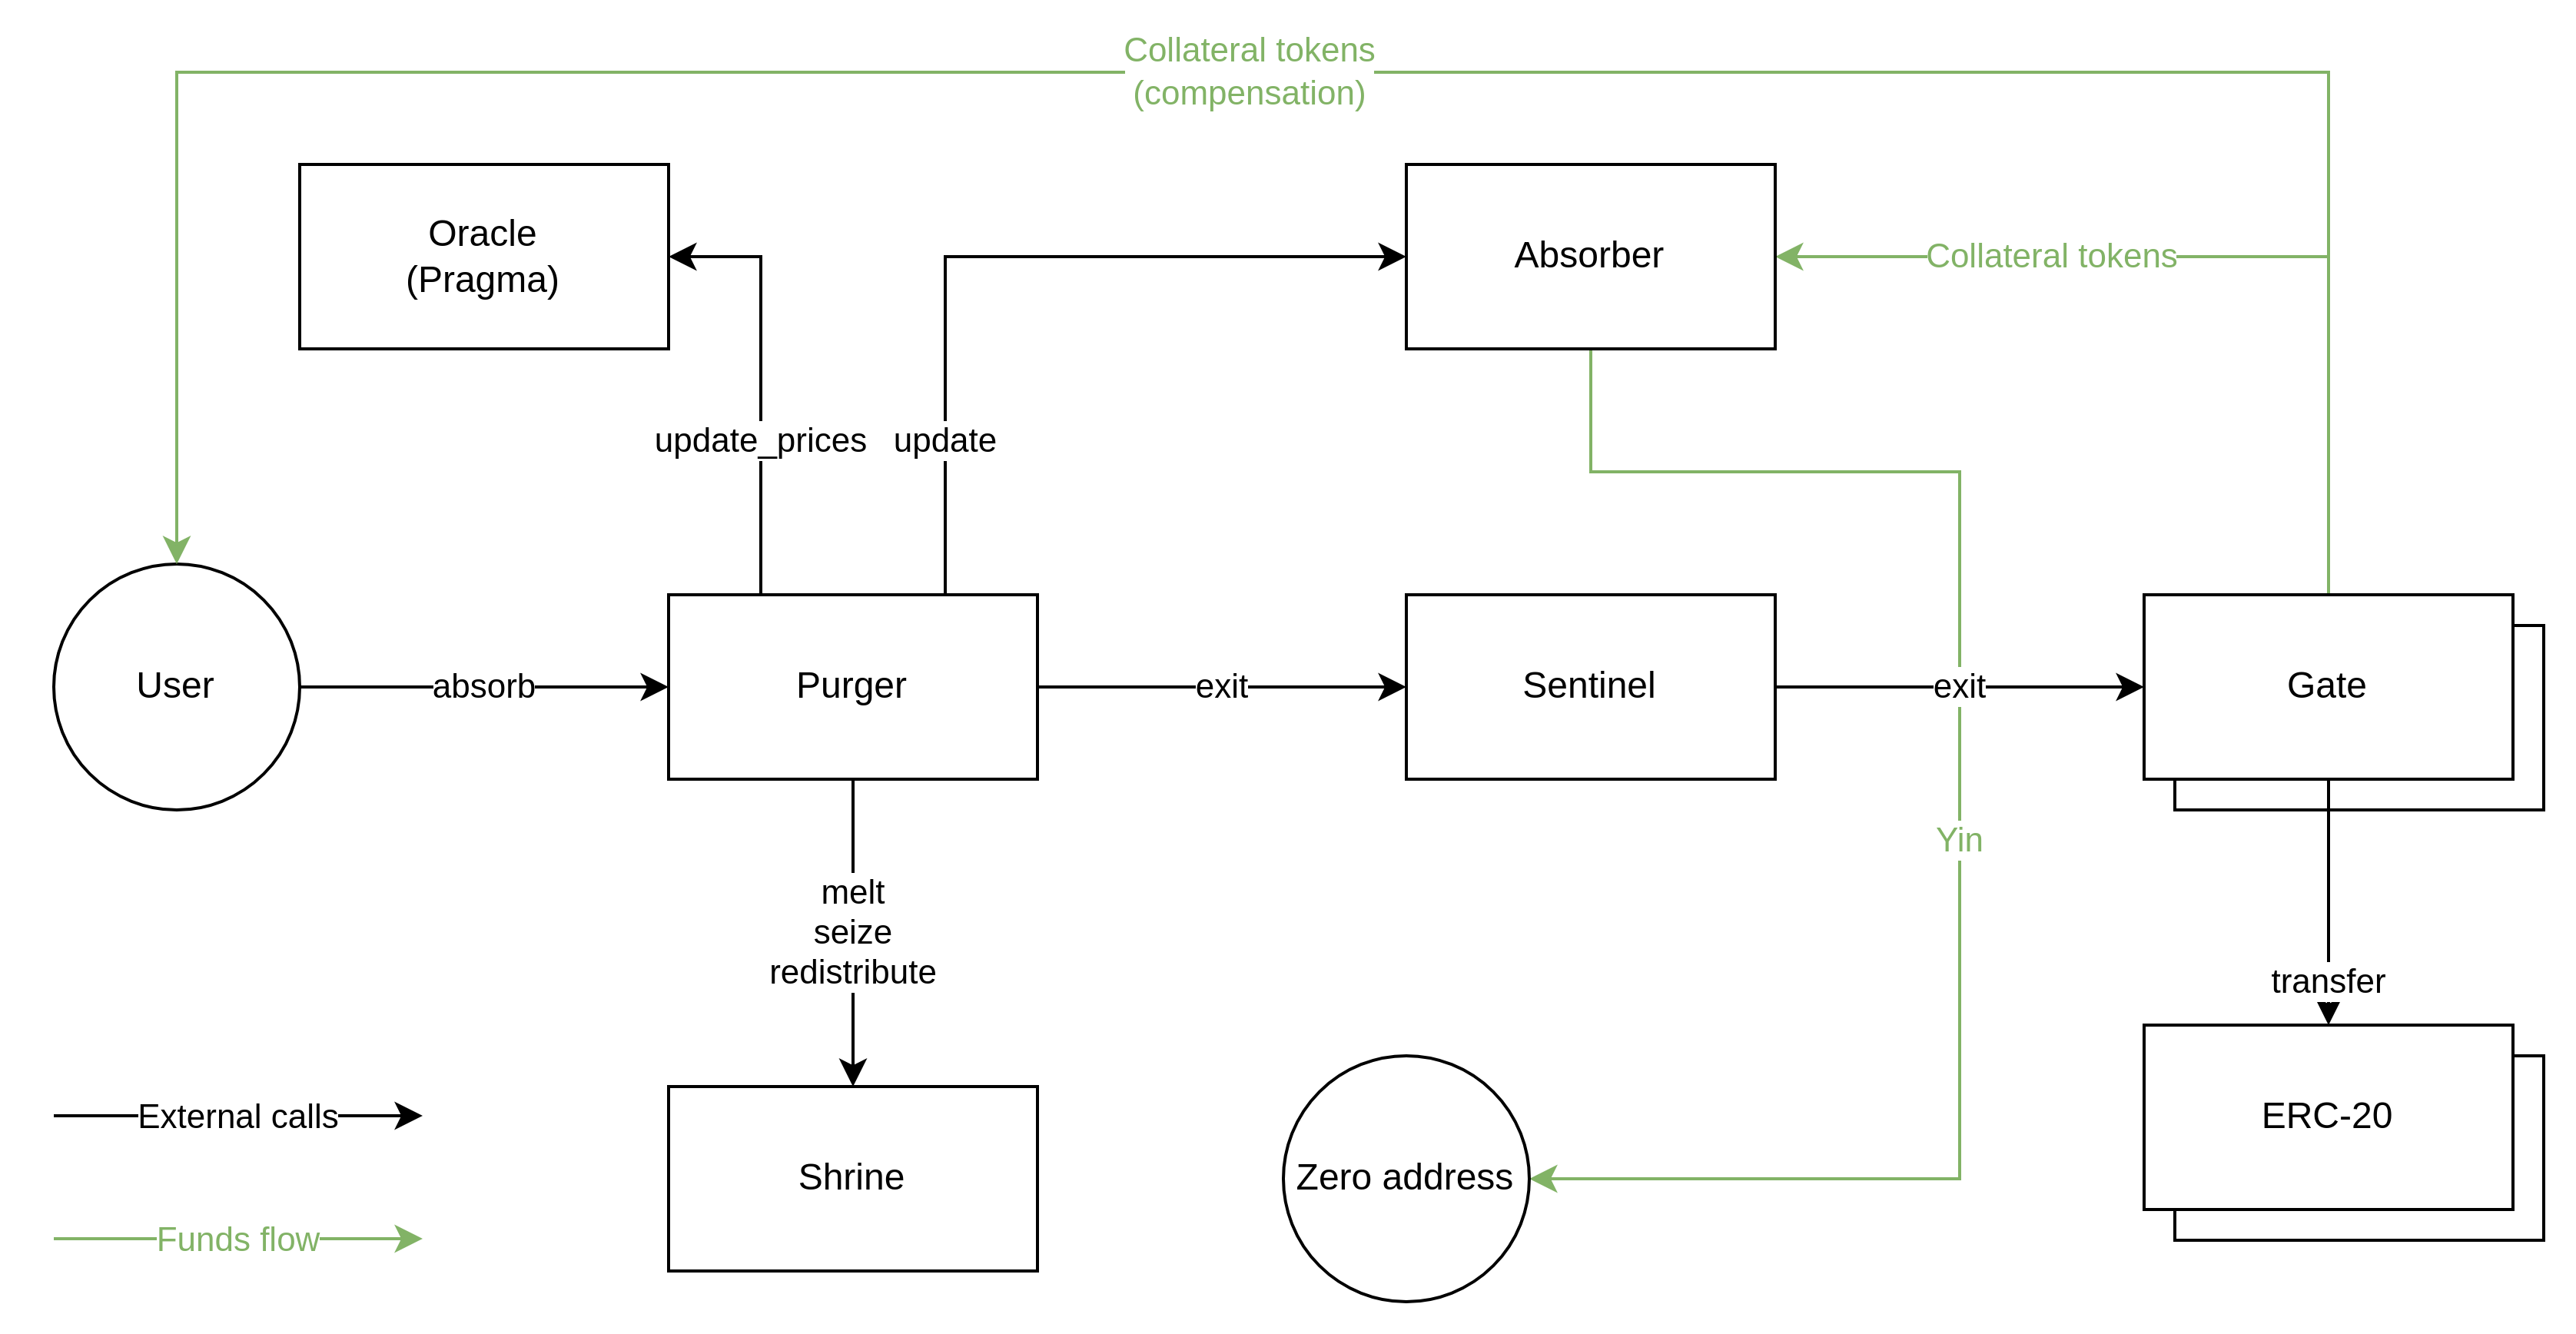 Collateral tokens
(compensation)
Oracle
(Pragma)
Absorber
Collateral tokens
update_prices
update
User
absorb
Purger
exit
Sentinel
exit
Gate
Yin
melt
seize
redistribute
transfer
External calls
ERC-20
Shrine
Zero address
Funds flow